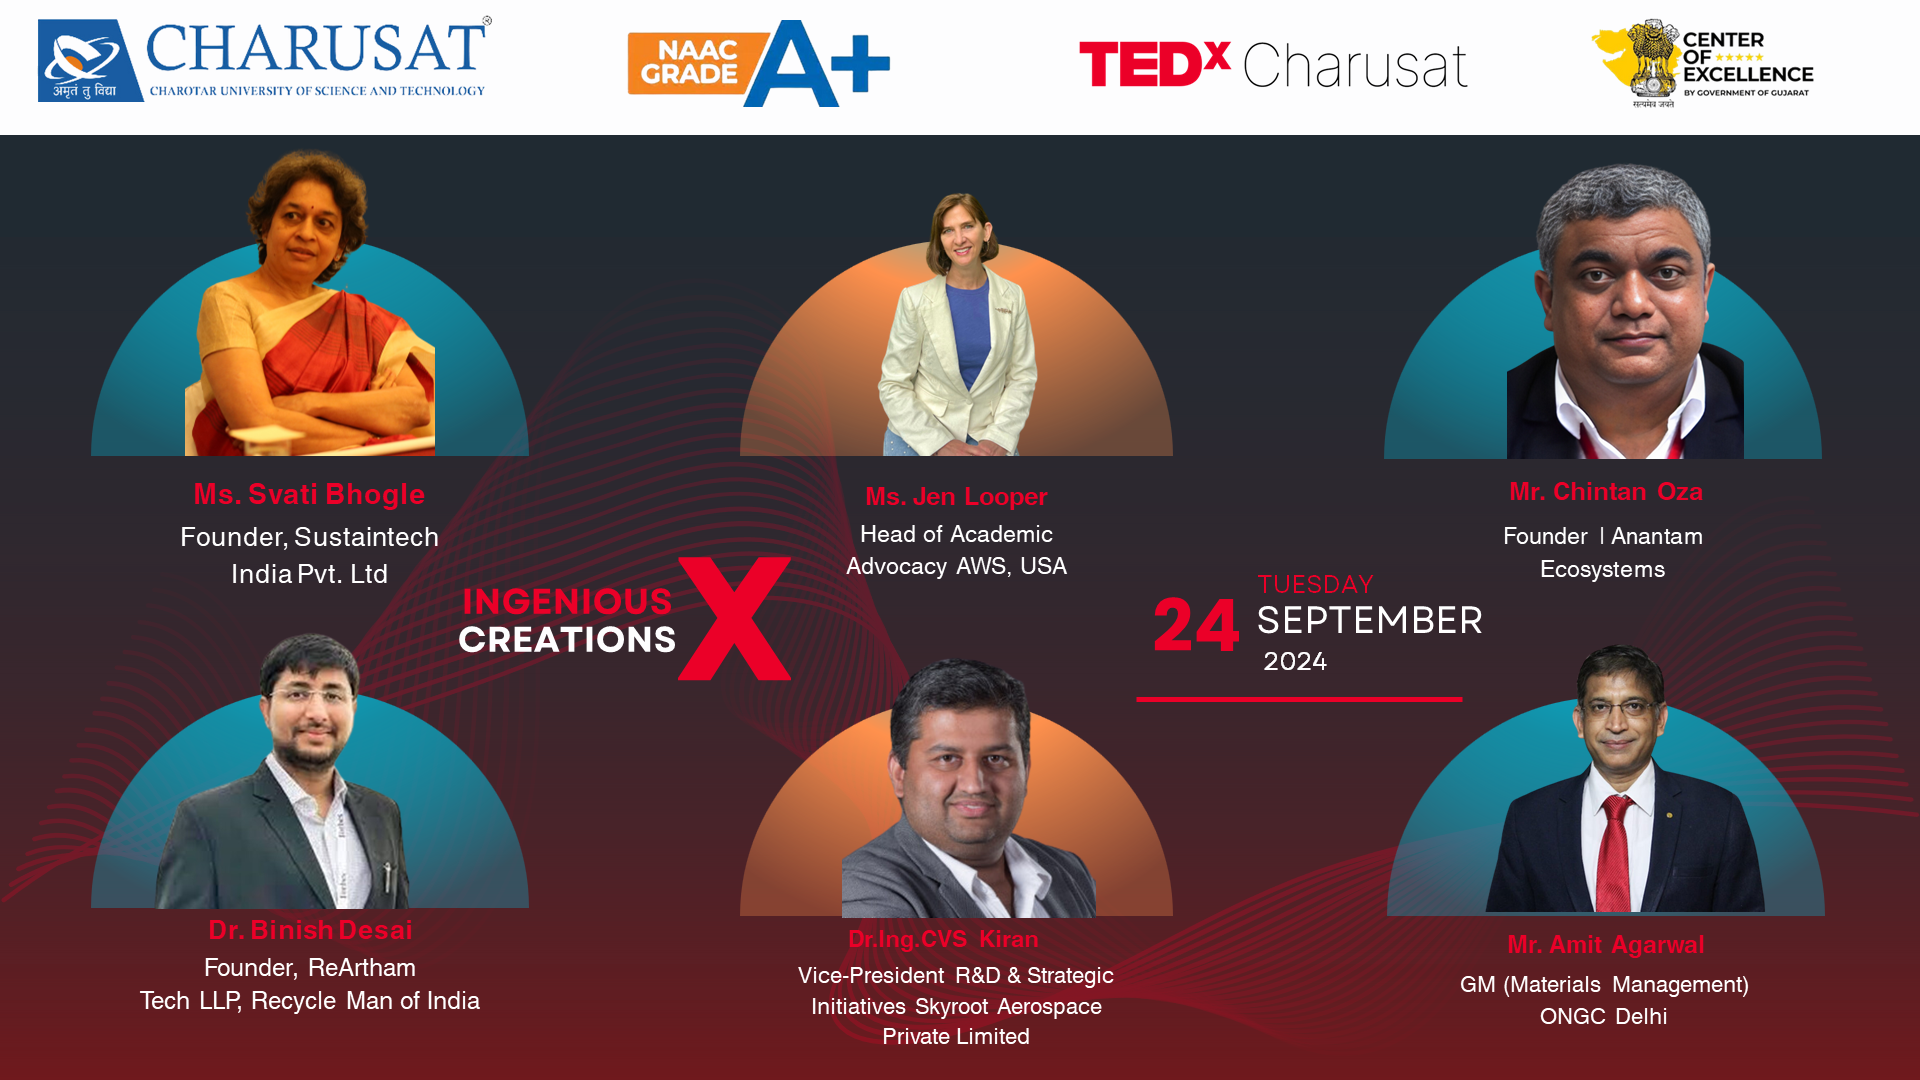 CHARUSAT
®
CHAROTAR UNIVERSITY OF SCIENCE AND TECHNOLOGY
अमृतं तु विद्या
NAAC
GRADE
A+
TEDx Charusat
CENTER
OF
EXCELLENCE
BY GOVERNMENT OF GUJARAT
सत्यमेव जयते
Ms. Svati Bhogle
Founder, Sustaintech
India Pvt. Ltd
Ms. Jen Looper
Head of Academic
Advocacy AWS, USA
Mr. Chintan Oza
Founder | Anantam
Ecosystems
INGENIOUS
CREATIONS
X
24
TUESDAY
SEPTEMBER
2024
Forbes
Forbes
Dr. Binish Desai
Founder, ReArtham
Tech LLP, Recycle Man of India
Dr.Ing.CVS Kiran
Vice-President R&D & Strategic
Initiatives Skyroot Aerospace
Private Limited
Mr. Amit Agarwal
GM (Materials Management)
ONGC Delhi